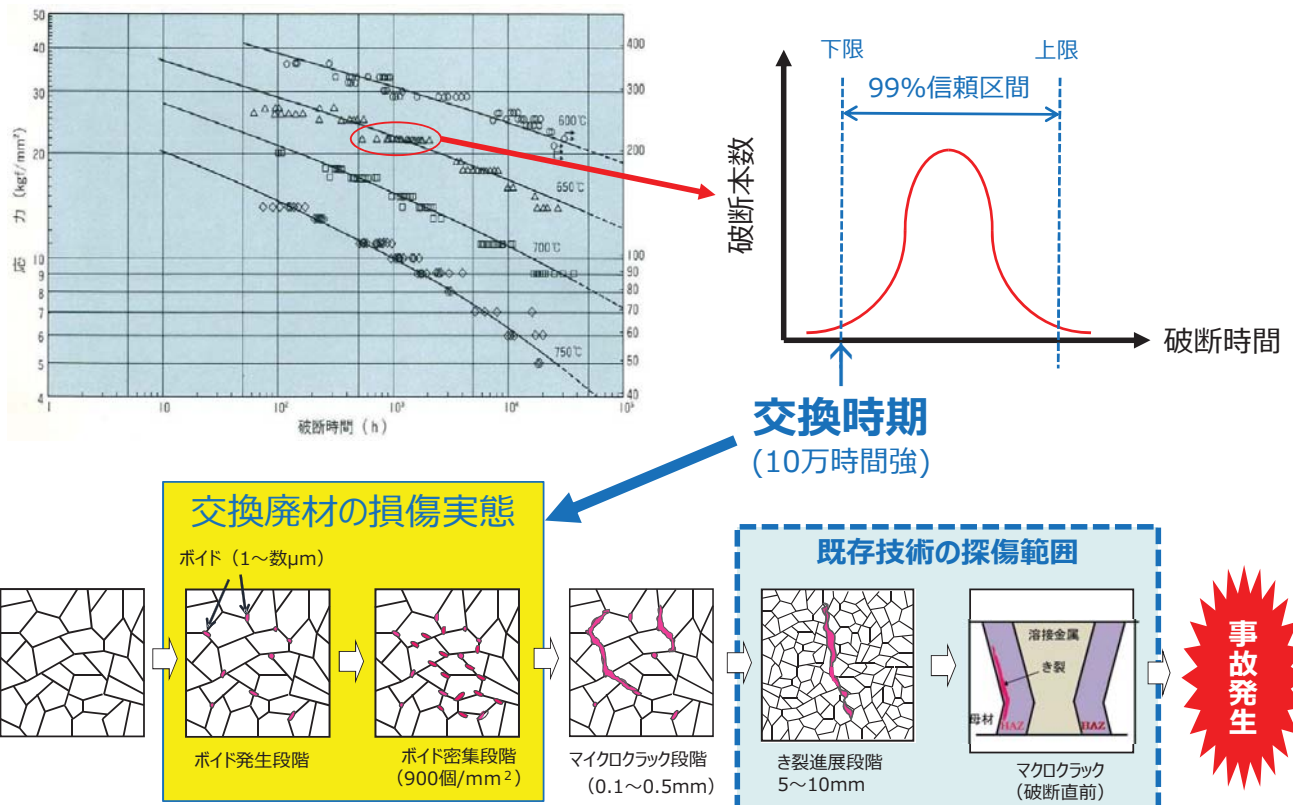 50
40
30
20
10
9
8
7
6
5
4
応 力 (kgf/mm²)
400
300
200
100
90
80
70
60
50
40
600℃
650℃
700℃
750℃
1
10
10²
10³
10⁴
10⁵
破断時間 (h)
下限
上限
99%信頼区間
破断本数
破断時間
交換時期
(10万時間強)
交換廃材の損傷実態
ボイド（1～数μm）
ボイド発生段階
ボイド密集段階
(900個/mm²)
マイクロクラック段階
(0.1～0.5mm)
既存技術の探傷範囲
き裂進展段階
5～10mm
溶接金属
き裂
母材
HAZ
HAZ
マクロクラック
(破断直前)
事故発生